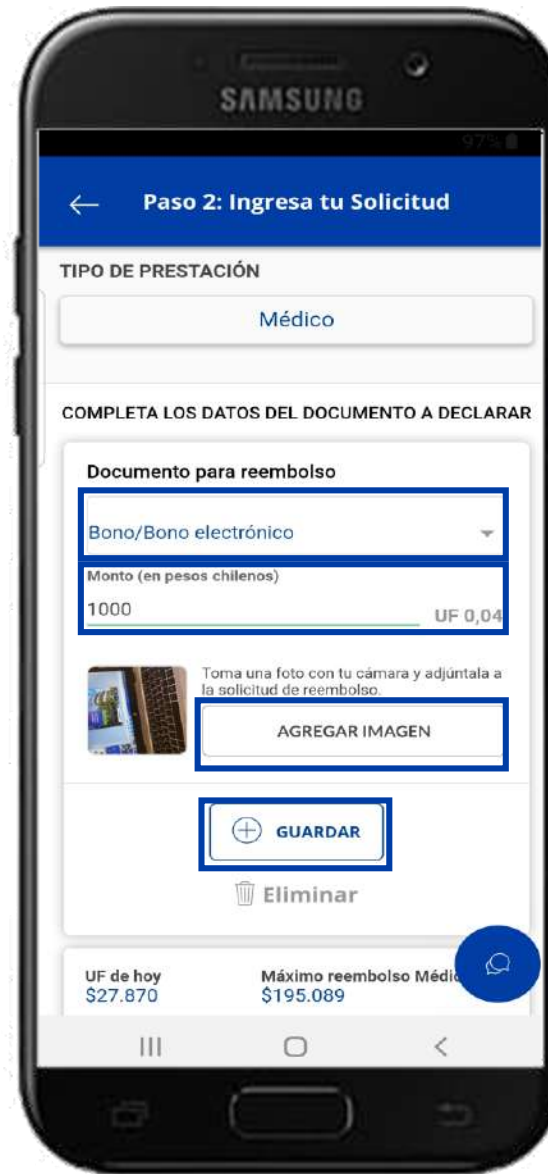 SAMSUNG
97%
Paso 2: Ingresa tu Solicitud
TIPO DE PRESTACIÓN
Médico
COMPLETA LOS DATOS DEL DOCUMENTO A DECLARAR
Documento para reembolso
Bono/Bono electrónico
Monto (en pesos chilenos)
1000
UF 0,04
Toma una foto con tu cámara y adjúntala a
la solicitud de reembolso.
AGREGAR IMAGEN
GUARDAR
Eliminar
UF de hoy
Máximo reembolso Médic
$27.870
$195.089